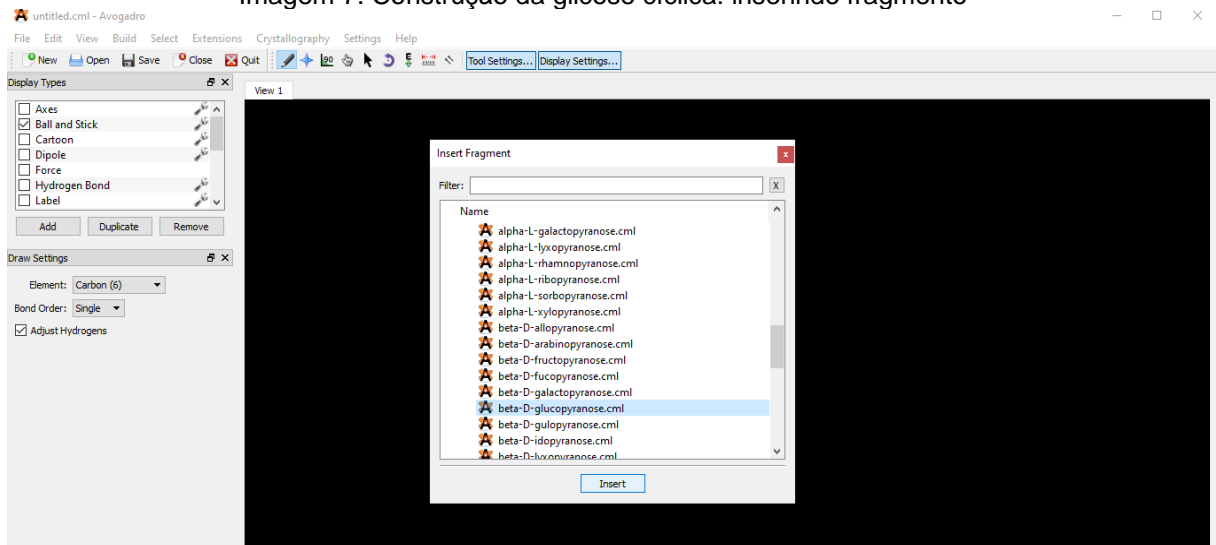 Imagem 7: Construção da glicose cíclica: inserindo fragmento
untitled.cml - Avogadro
File Edit View Build Select Extensions Crystallography Settings Help
New Open Save Close Quit Tool Settings... Display Settings...
Display Types
View 1
Axes
Ball and Stick
Cartoon
Dipole
Force
Hydrogen Bond
Label
Add Duplicate Remove
Draw Settings
Element: Carbon (6)
Bond Order: Single
Adjust Hydrogens
Insert Fragment
x
Filter:
X
Name
alpha-L-galactopyranose.cml
alpha-L-lyxopyranose.cml
alpha-L-rhamnopyranose.cml
alpha-L-ribopyranose.cml
alpha-L-sorbopyranose.cml
alpha-L-xylopyranose.cml
beta-D-allopyranose.cml
beta-D-arabinopyranose.cml
beta-D-fructopyranose.cml
beta-D-fucopyranose.cml
beta-D-galactopyranose.cml
beta-D-glucopyranose.cml
beta-D-gulopyranose.cml
beta-D-idopyranose.cml
beta-D-lyxopyranose.cml
Insert